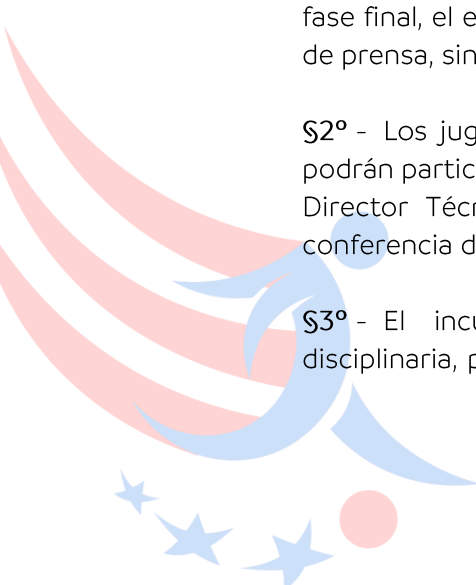 fase final, el
de prensa, sin
§2º - Los jug
podrán partic
Director Técn
conferencia d
§3º - El incu
disciplinaria, p